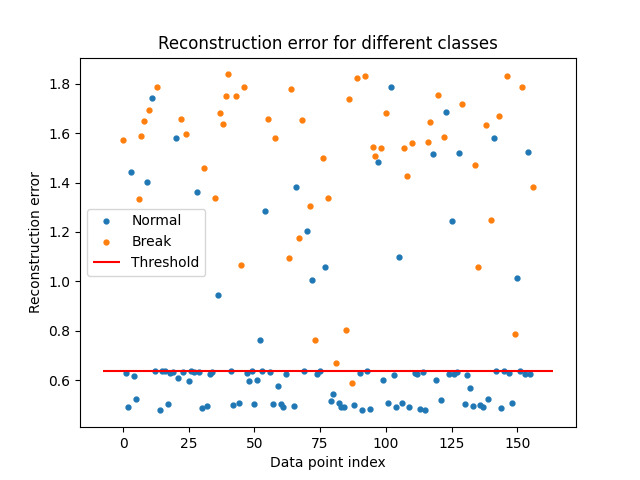 Reconstruction error for different classes
Reconstruction error
1.8
1.6
1.4
1.2
1.0
0.8
0.6
Normal
Break
Threshold
0 25 50 75 100 125 150
Data point index